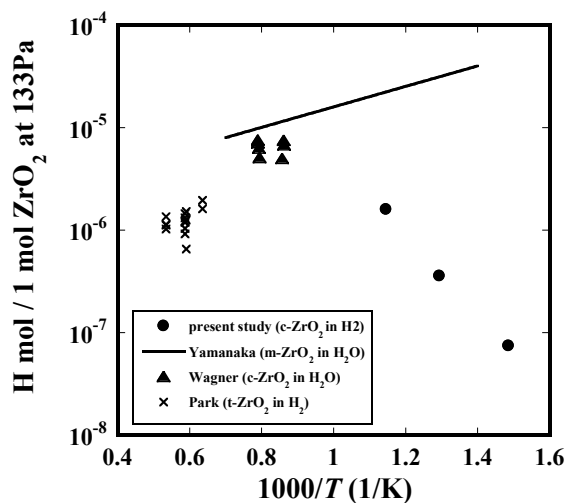 H mol / 1 mol ZrO₂ at 133Pa
10⁻⁴
10⁻⁵
10⁻⁶
10⁻⁷
10⁻⁸
present study (c-ZrO₂ in H2)
Yamanaka (m-ZrO₂ in H₂O)
Wagner (c-ZrO₂ in H₂O)
Park (t-ZrO₂ in H₂)
0.4 0.6 0.8 1 1.2 1.4 1.6
1000/T (1/K)